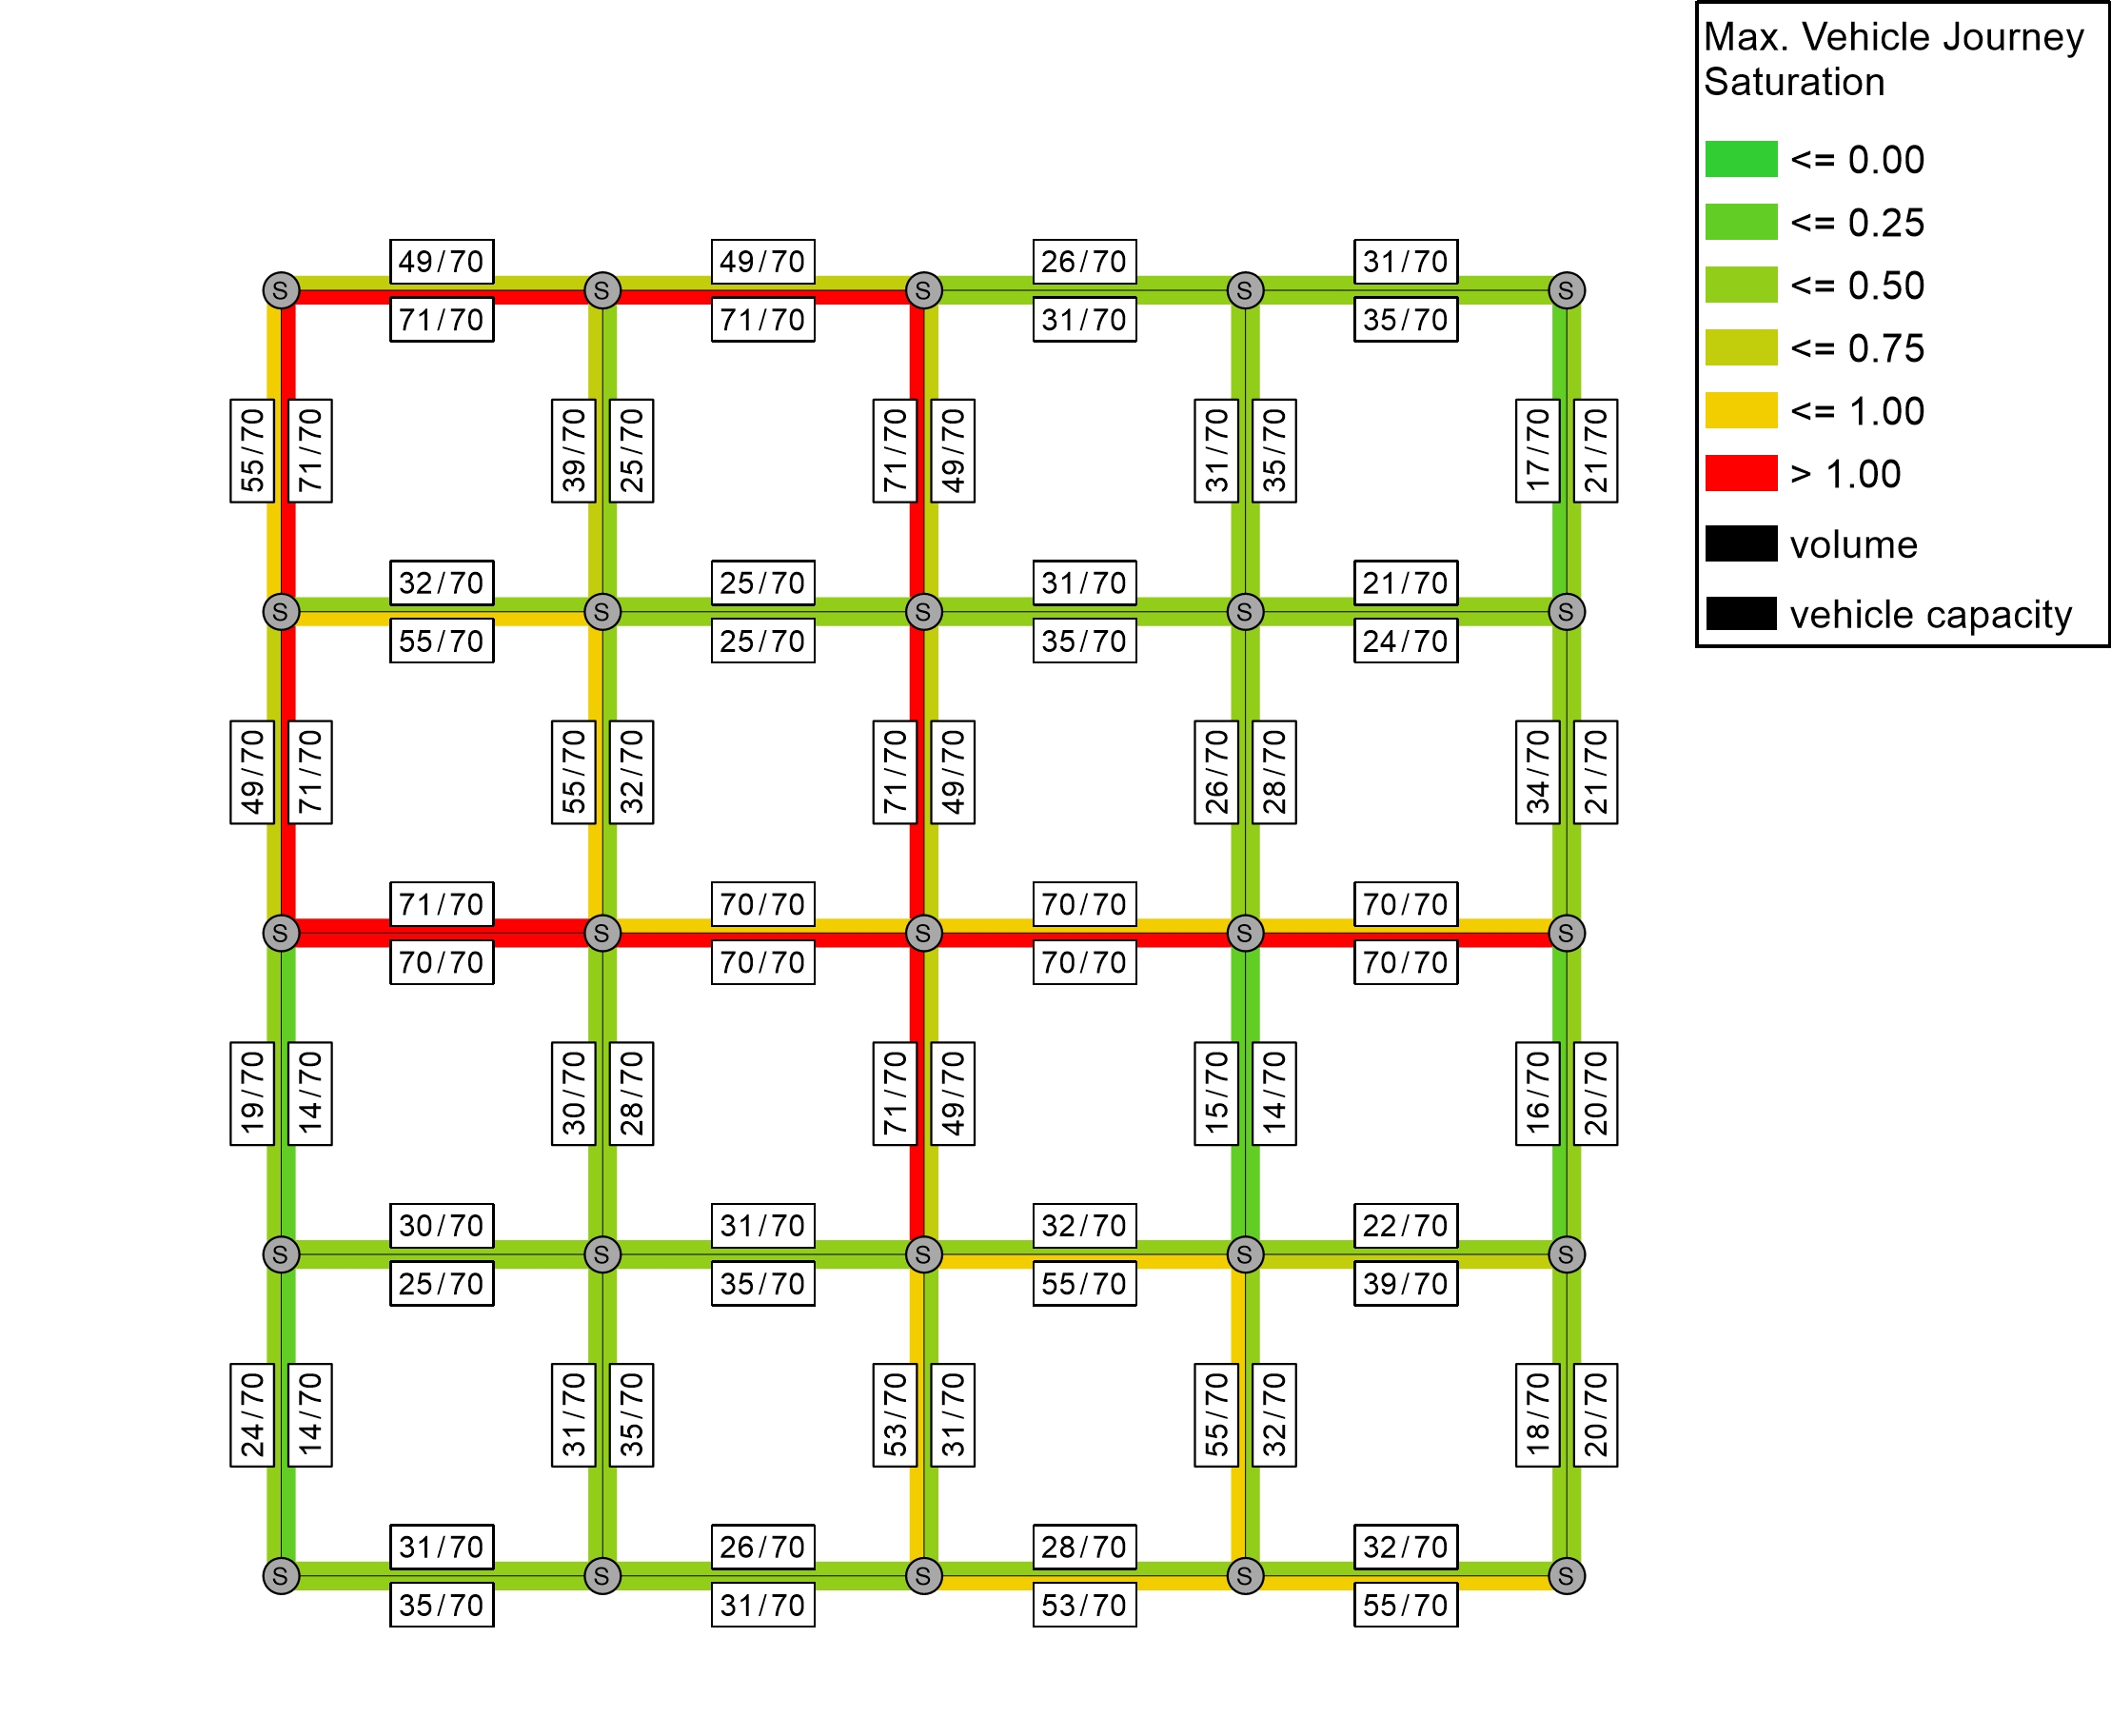 Max. Vehicle Journey
Saturation
<= 0.00
<= 0.25
<= 0.50
<= 0.75
<= 1.00
> 1.00
volume
vehicle capacity
49/70 49/70 26/70 31/70
S S S S S
71/70 71/70 31/70 35/70
55/70 71/70 39/70 25/70 71/70 49/70 31/70 35/70 17/70 21/70
32/70 25/70 31/70 21/70
S S S S S
55/70 25/70 35/70 24/70
49/70 71/70 55/70 32/70 71/70 49/70 26/70 28/70 34/70 21/70
71/70 70/70 70/70 70/70
S S S S S
70/70 70/70 70/70 70/70
19/70 14/70 30/70 28/70 71/70 49/70 15/70 14/70 16/70 20/70
30/70 31/70 32/70 22/70
S S S S S
25/70 35/70 55/70 39/70
24/70 14/70 31/70 35/70 53/70 31/70 55/70 32/70 18/70 20/70
31/70 26/70 28/70 32/70
S S S S S
35/70 31/70 53/70 55/70